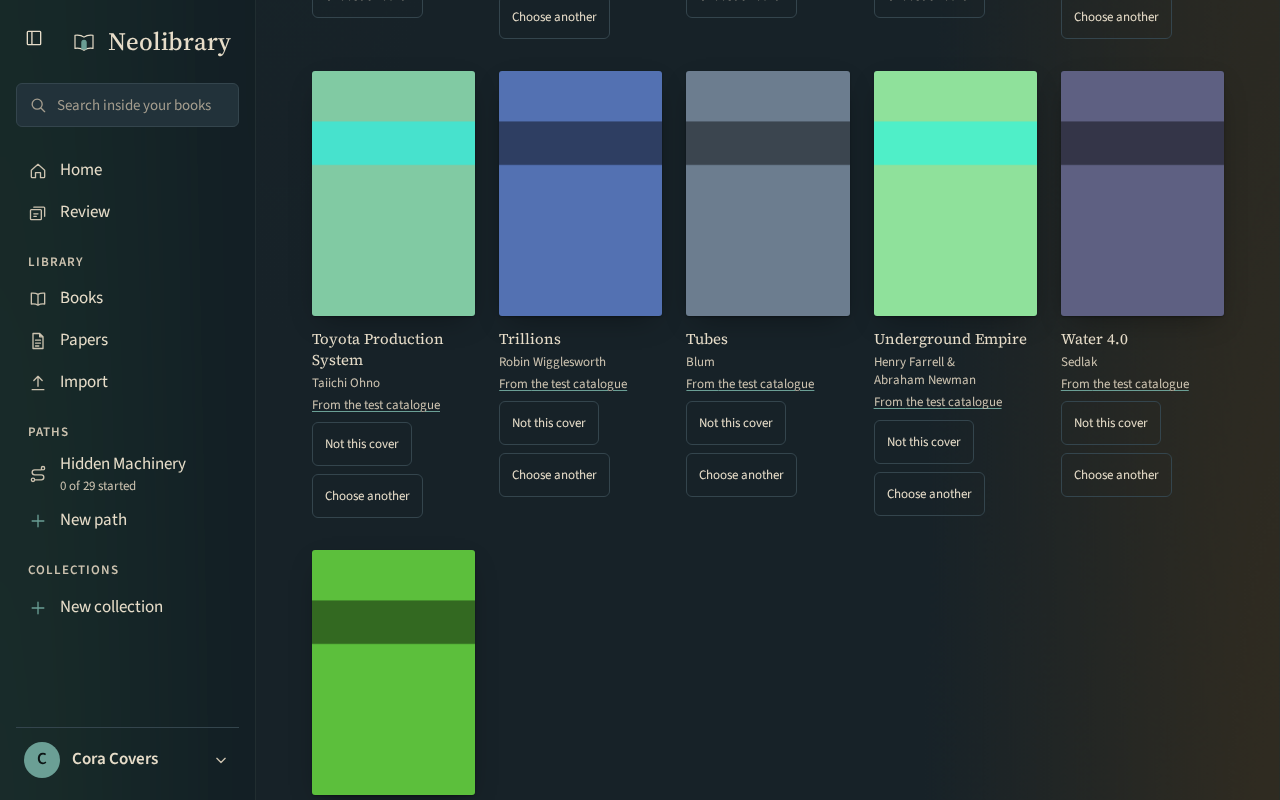 Neolibrary
Search inside your books
Home
Review
LIBRARY
Books
Papers
Import
PATHS
Hidden Machinery
0 of 29 started
New path
COLLECTIONS
New collection
C
Cora Covers
Choose another
Choose another
Toyota Production
System
Taiichi Ohno
From the test catalogue
Not this cover
Choose another
Trillions
Robin Wigglesworth
From the test catalogue
Not this cover
Choose another
Tubes
Blum
From the test catalogue
Not this cover
Choose another
Underground Empire
Henry Farrell &
Abraham Newman
From the test catalogue
Not this cover
Choose another
Water 4.0
Sedlak
From the test catalogue
Not this cover
Choose another